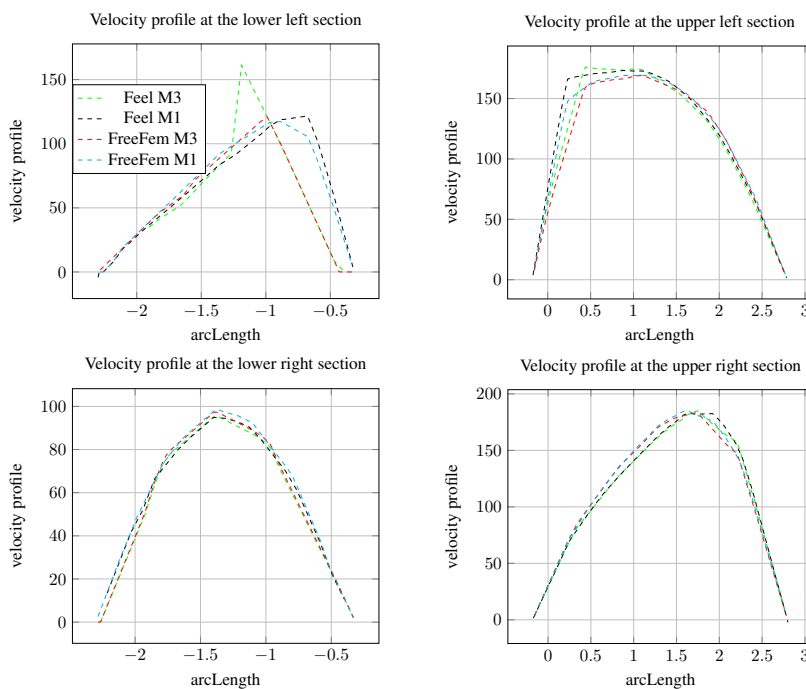 Velocity profile at the lower left section
velocity profile
150
100
50
0
Feel M3
Feel M1
FreeFem M3
FreeFem M1
−2 −1.5 −1 −0.5
arcLength
Velocity profile at the upper left section
velocity profile
150
100
50
0
0 0.5 1 1.5 2 2.5 3
arcLength
Velocity profile at the lower right section
velocity profile
100
80
60
40
20
0
−2 −1.5 −1 −0.5
arcLength
Velocity profile at the upper right section
velocity profile
200
150
100
50
0
0 0.5 1 1.5 2 2.5 3
arcLength